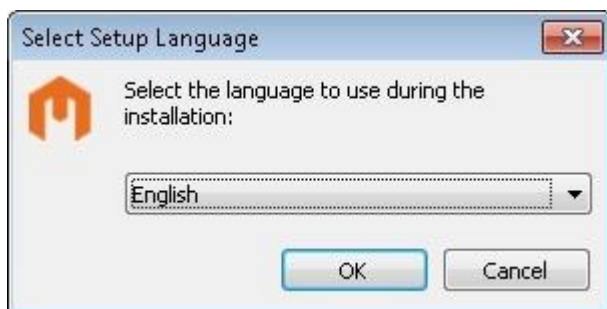 Select Setup Language
Select the language to use during the
installation:
English
OK
Cancel